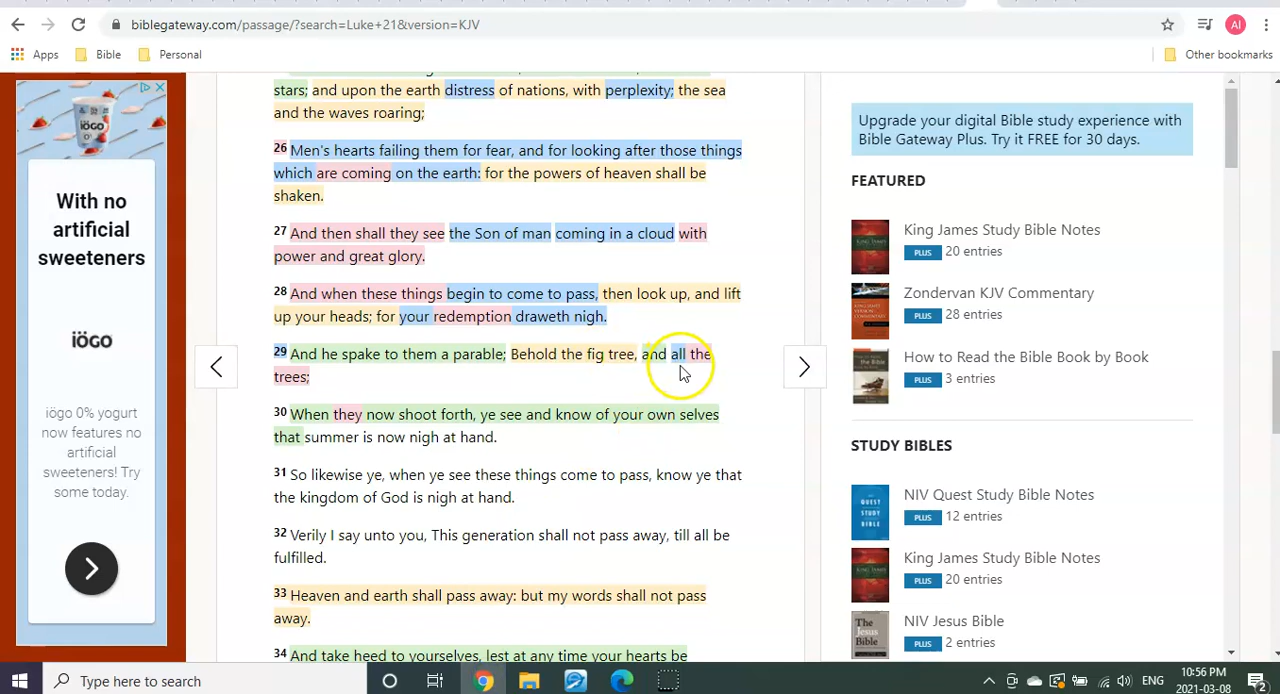 biblegateway.com/passage/?search=Luke+21&version=KJV
AI
Apps
Bible
Personal
Other bookmarks
iÖGO
With no
artificial
sweeteners
iögo
iögo 0% yogurt
now features no
artificial
sweeteners! Try
some today.
stars; and upon the earth distress of nations, with perplexity; the sea
and the waves roaring;
26 Men's hearts failing them for fear, and for looking after those things
which are coming on the earth: for the powers of heaven shall be
shaken.
27 And then shall they see the Son of man coming in a cloud with
power and great glory.
28 And when these things begin to come to pass, then look up, and lift
up your heads; for your redemption draweth nigh.
29 And he spake to them a parable; Behold the fig tree, and all the
trees;
30 When they now shoot forth, ye see and know of your own selves
that summer is now nigh at hand.
31 So likewise ye, when ye see these things come to pass, know ye that
the kingdom of God is nigh at hand.
32 Verily I say unto you, This generation shall not pass away, till all be
fulfilled.
33 Heaven and earth shall pass away: but my words shall not pass
away.
34 And take heed to yourselves, lest at any time your hearts be
Upgrade your digital Bible study experience with
Bible Gateway Plus. Try it FREE for 30 days.
FEATURED
King James Study Bible Notes
PLUS 20 entries
Zondervan KJV Commentary
PLUS 28 entries
How to Read the Bible Book by Book
PLUS 3 entries
STUDY BIBLES
NIV Quest Study Bible Notes
PLUS 12 entries
King James Study Bible Notes
PLUS 20 entries
NIV Jesus Bible
PLUS 2 entries
Type here to search
ENG
10:56 PM
2021-03-08
2